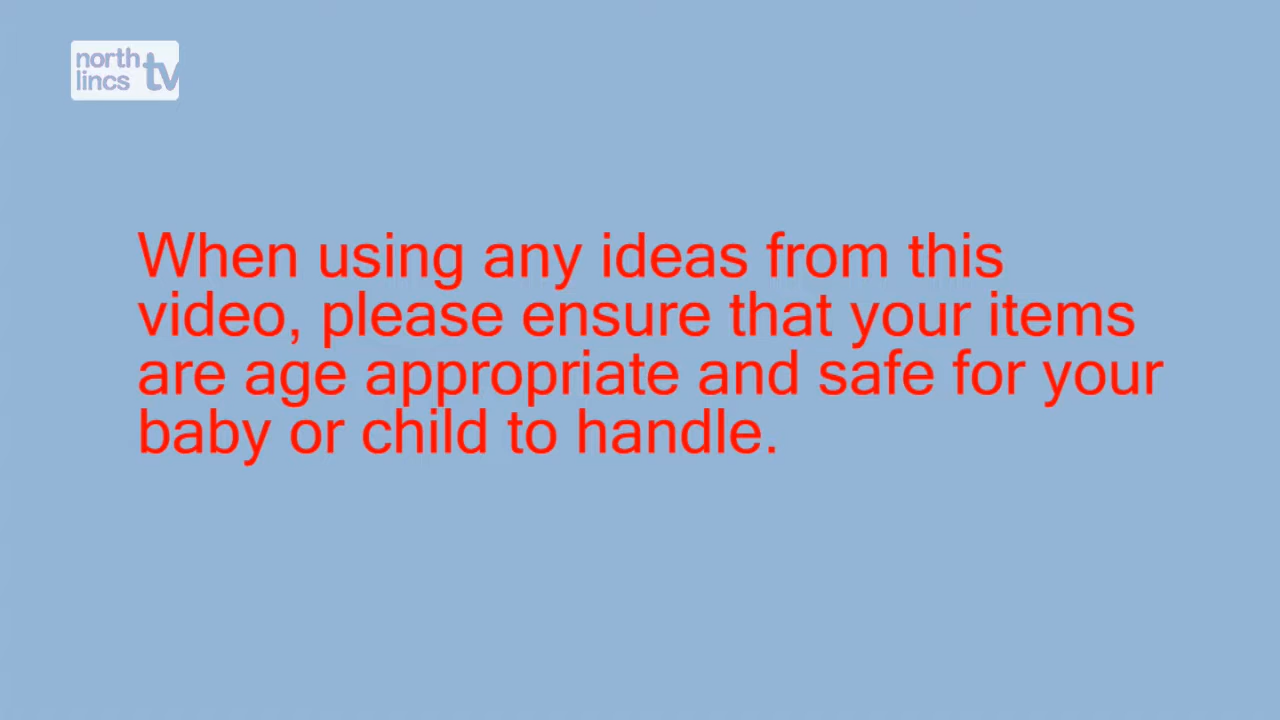 north
lincs tv
When using any ideas from this
video, please ensure that your items
are age appropriate and safe for your
baby or child to handle.